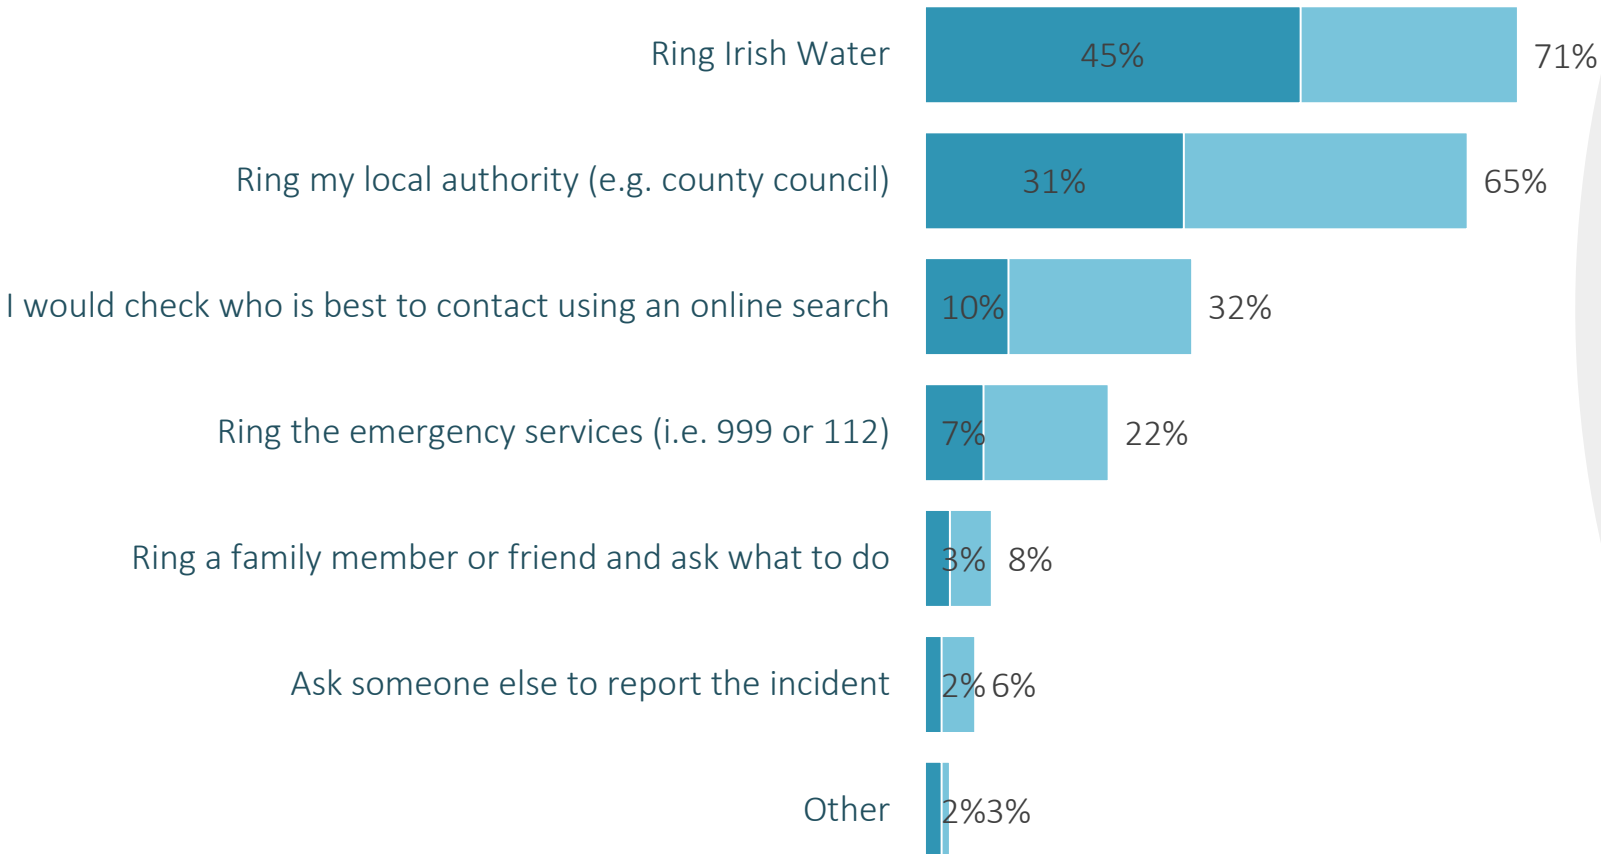 Ring Irish Water 45% 71%
Ring my local authority (e.g. county council) 31% 65%
I would check who is best to contact using an online search 10% 32%
Ring the emergency services (i.e. 999 or 112) 7% 22%
Ring a family member or friend and ask what to do 3% 8%
Ask someone else to report the incident 2% 6%
Other 2% 3%